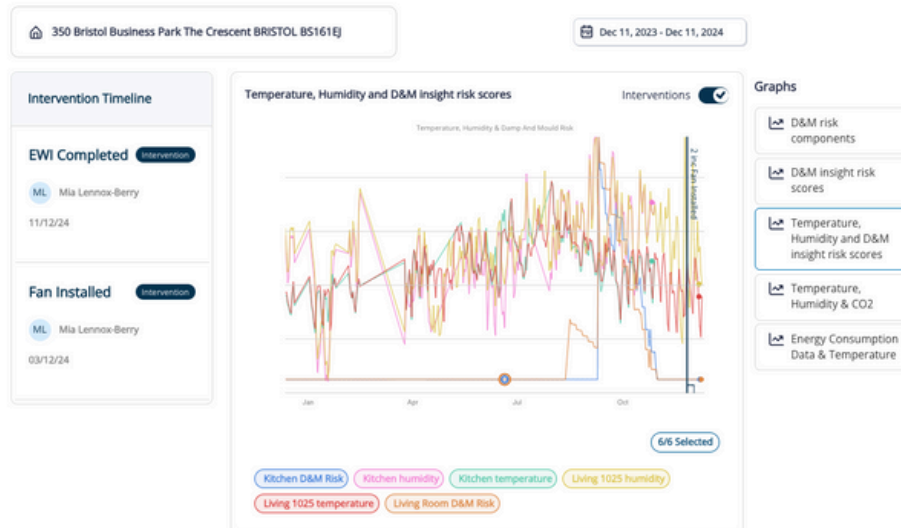 350 Bristol Business Park The Crescent BRISTOL BS161EJ
Dec 11, 2023 - Dec 11, 2024
Intervention Timeline
EWI Completed
Intervention
ML
Mia Lennox-Berry
11/12/24
Fan Installed
Intervention
ML
Mia Lennox-Berry
03/12/24
Temperature, Humidity and D&M insight risk scores
Interventions
Temperature, Humidity & Damp And Mould Risk
2 inc Fan Installed
Jan
Apr
Jul
Oct
6/6 Selected
Kitchen D&M Risk
Kitchen humidity
Kitchen temperature
Living 1025 humidity
Living 1025 temperature
Living Room D&M Risk
Graphs
D&M risk
components
D&M insight risk
scores
Temperature,
Humidity and D&M
insight risk scores
Temperature,
Humidity & CO2
Energy Consumption
Data & Temperature